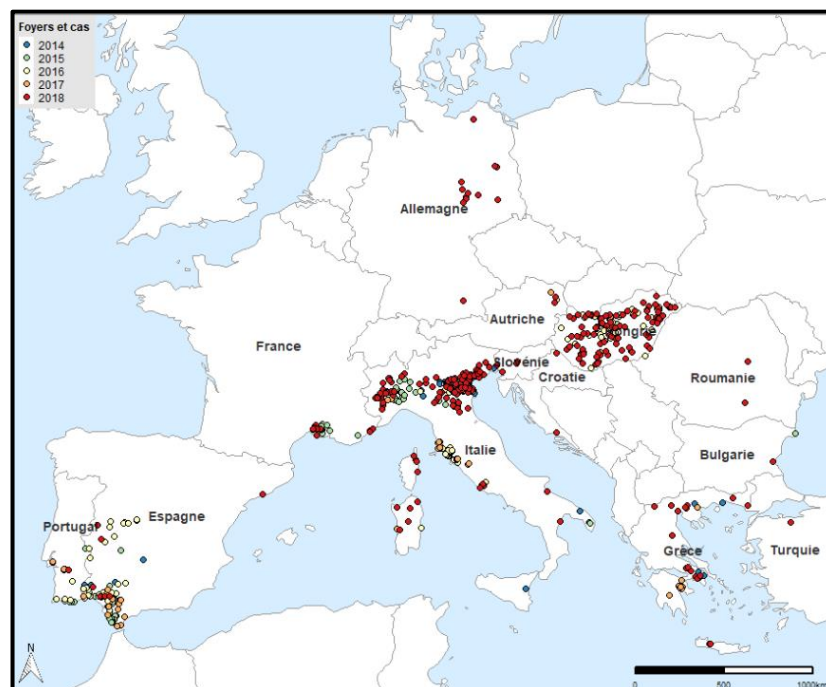 Foyers et cas
2014
2015
2016
2017
2018
Allemagne
Autriche
Hongrie
France
Slovénie
Croatie
Roumanie
Italie
Bulgarie
Portugal
Espagne
Grèce
Turquie
N
0 500 1000km